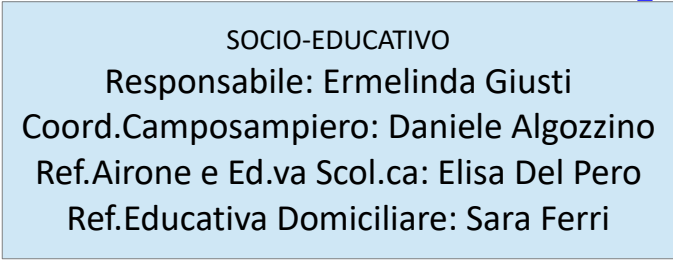 SOCIO-EDUCATIVO
Responsabile: Ermelinda Giusti
Coord.Camposampiero: Daniele Algozzino
Ref.Airone e Ed.va Scol.ca: Elisa Del Pero
Ref.Educativa Domiciliare: Sara Ferri